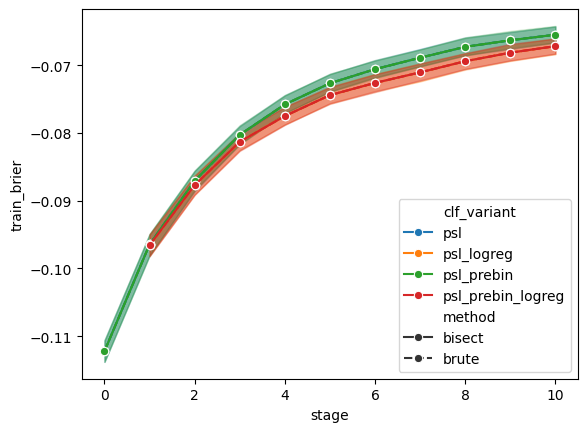 −0.07
−0.08
−0.09
−0.10
−0.11
train_brier
0 2 4 6 8 10
stage
clf_variant
psl
psl_logreg
psl_prebin
psl_prebin_logreg
method
bisect
brute